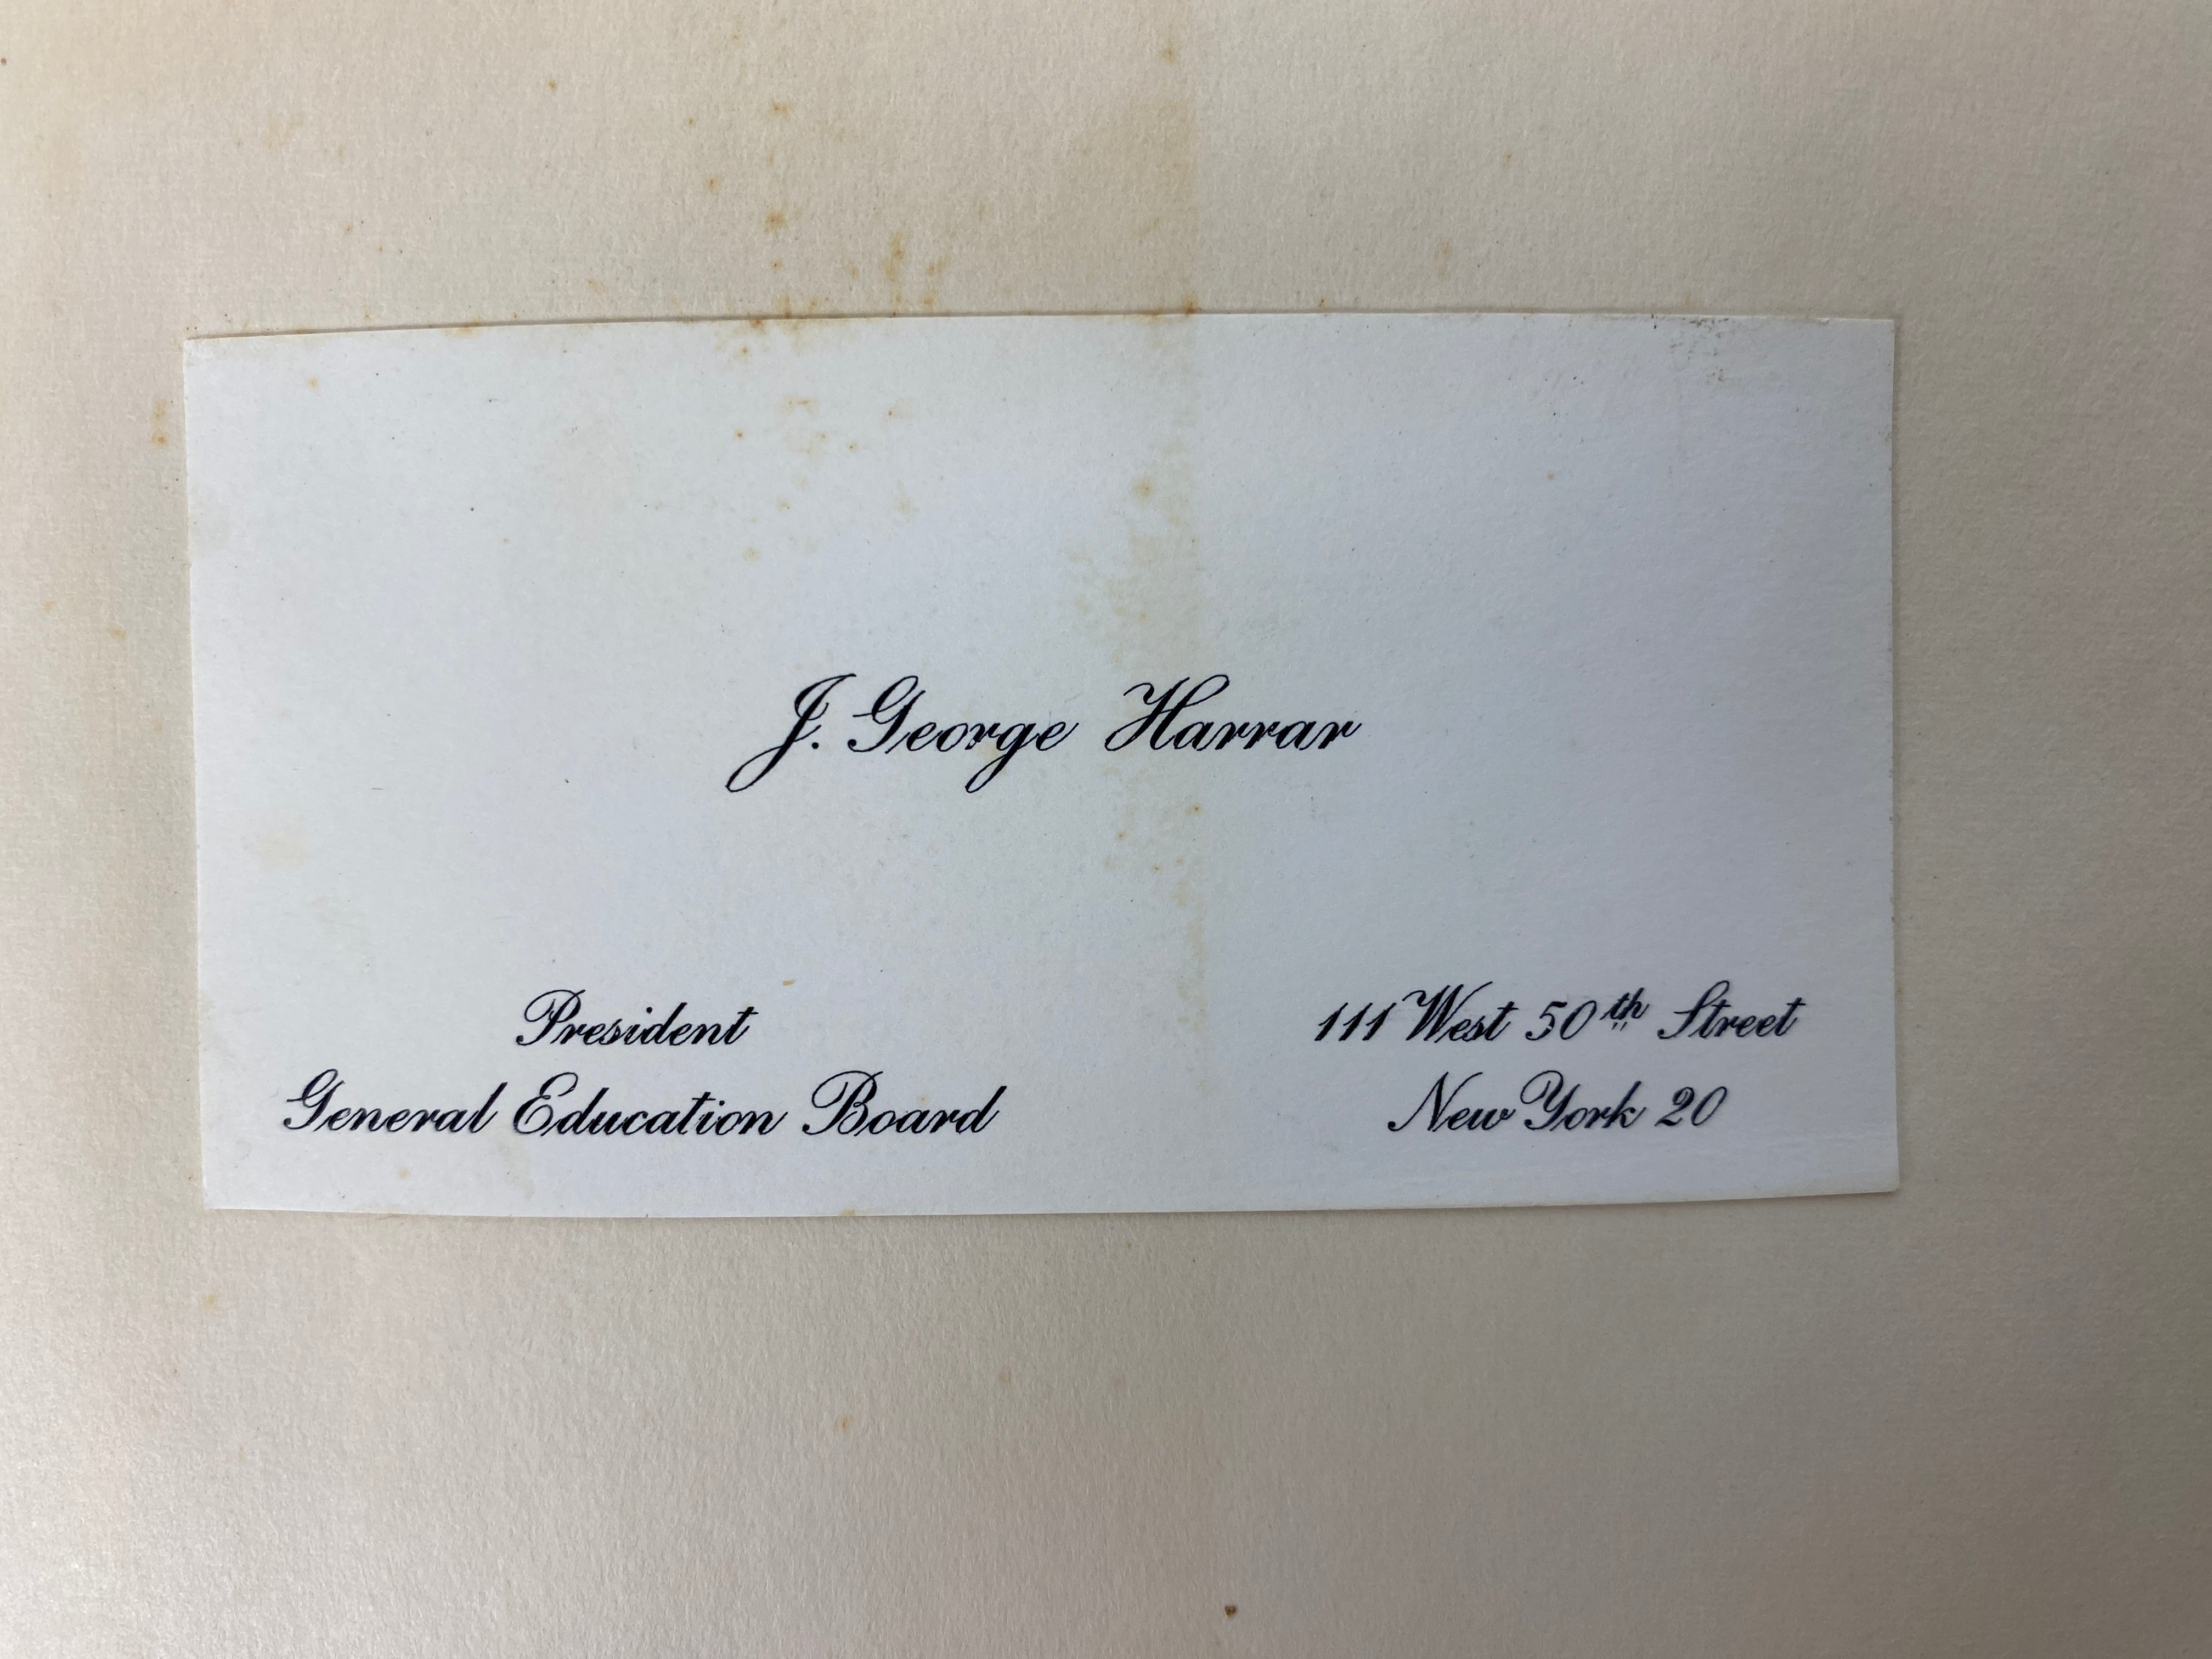 J. George Harrar
President
General Education Board
111 West 50th Street
New York 20